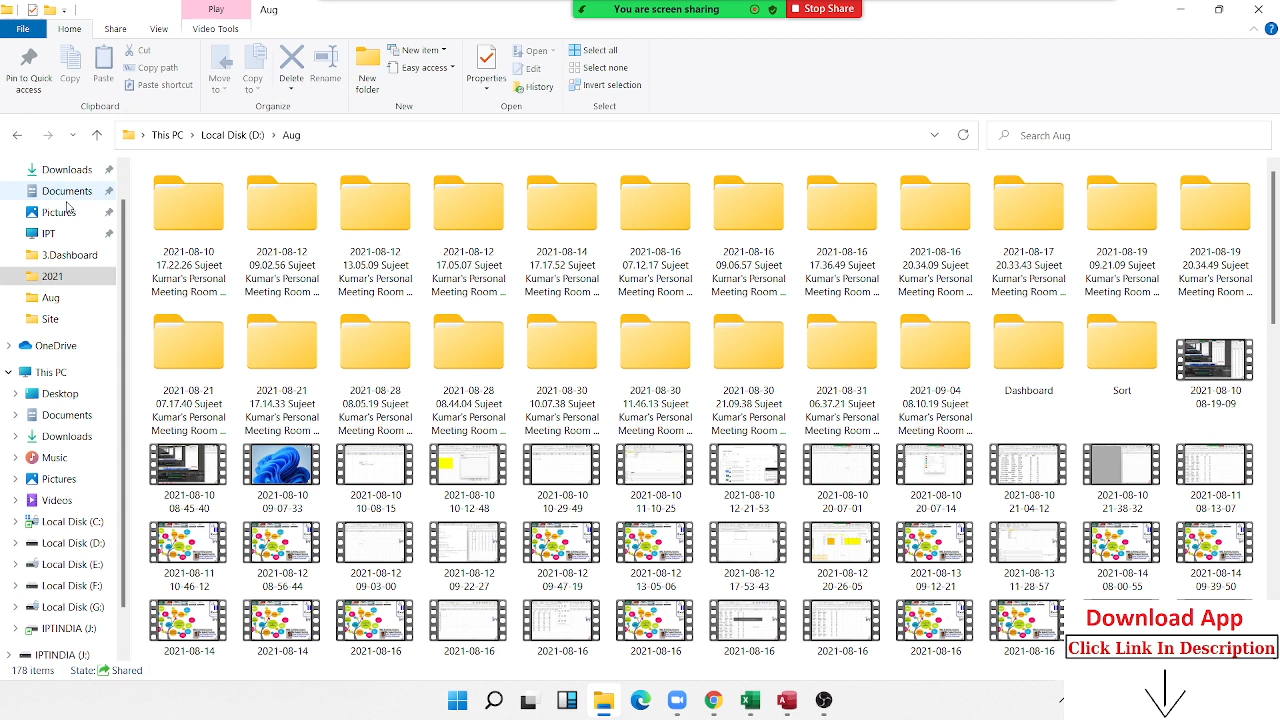 Play
Aug
You are screen sharing
Stop Share
File
Home
Share
View
Video Tools
Pin to Quick access
Copy
Paste
Cut
Copy path
Paste shortcut
Move to
Copy to
Delete
Rename
New folder
New item
Easy access
Properties
Open
Edit
History
Select all
Select none
Invert selection
Clipboard
Organize
New
Open
Select
This PC
Local Disk (D:)
Aug
Search Aug
Downloads
Documents
Pictures
IPT
3.Dashboard
2021
Aug
Site
OneDrive
This PC
Desktop
Documents
Downloads
Music
Pictures
Videos
Local Disk (C:)
Local Disk (D:)
Local Disk (E:)
Local Disk (F:)
Local Disk (G:)
IPTINDIA (J:)
IPTINDIA (J:)
178 items
State:
Shared
2021-08-10 17.22.26 Sujeet Kumar's Personal Meeting Room ...
2021-08-12 09.02.56 Sujeet Kumar's Personal Meeting Room ...
2021-08-12 13.05.09 Sujeet Kumar's Personal Meeting Room ...
2021-08-12 17.05.07 Sujeet Kumar's Personal Meeting Room ...
2021-08-14 17.17.52 Sujeet Kumar's Personal Meeting Room ...
2021-08-16 07.12.17 Sujeet Kumar's Personal Meeting Room ...
2021-08-16 09.06.57 Sujeet Kumar's Personal Meeting Room ...
2021-08-16 17.36.49 Sujeet Kumar's Personal Meeting Room ...
2021-08-16 20.34.09 Sujeet Kumar's Personal Meeting Room ...
2021-08-17 20.33.43 Sujeet Kumar's Personal Meeting Room ...
2021-08-19 09.21.09 Sujeet Kumar's Personal Meeting Room ...
2021-08-19 20.34.49 Sujeet Kumar's Personal Meeting Room ...
2021-08-21 07.17.40 Sujeet Kumar's Personal Meeting Room ...
2021-08-21 17.14.33 Sujeet Kumar's Personal Meeting Room ...
2021-08-28 08.05.19 Sujeet Kumar's Personal Meeting Room ...
2021-08-28 08.44.04 Sujeet Kumar's Personal Meeting Room ...
2021-08-30 10.07.38 Sujeet Kumar's Personal Meeting Room ...
2021-08-30 11.46.13 Sujeet Kumar's Personal Meeting Room ...
2021-08-30 21.09.38 Sujeet Kumar's Personal Meeting Room ...
2021-08-31 06.37.21 Sujeet Kumar's Personal Meeting Room ...
2021-09-04 08.10.19 Sujeet Kumar's Personal Meeting Room ...
Dashboard
Sort
2021-08-10 08-19-09
2021-08-10 08-45-40
2021-08-10 09-07-33
2021-08-10 10-08-15
2021-08-10 10-12-48
2021-08-10 10-29-49
2021-08-10 11-10-25
2021-08-10 12-21-53
2021-08-10 20-07-01
2021-08-10 20-07-14
2021-08-10 21-04-12
2021-08-10 21-38-32
2021-08-11 08-13-07
2021-08-11 10-46-12
2021-08-12 08-56-44
2021-08-12 09-03-00
2021-08-12 09-22-27
2021-08-12 09-47-19
2021-08-12 13-05-06
2021-08-12 17-53-43
2021-08-12 20-26-05
2021-08-13 09-12-21
2021-08-13 11-28-57
2021-08-14 08-00-55
2021-08-14 09-39-50
2021-08-14
2021-08-16
2021-08-16
2021-08-16
2021-08-16
2021-08-16
2021-08-16
2021-08-16
2021-08-16
2021-08-16
Download App
Click Link In Description